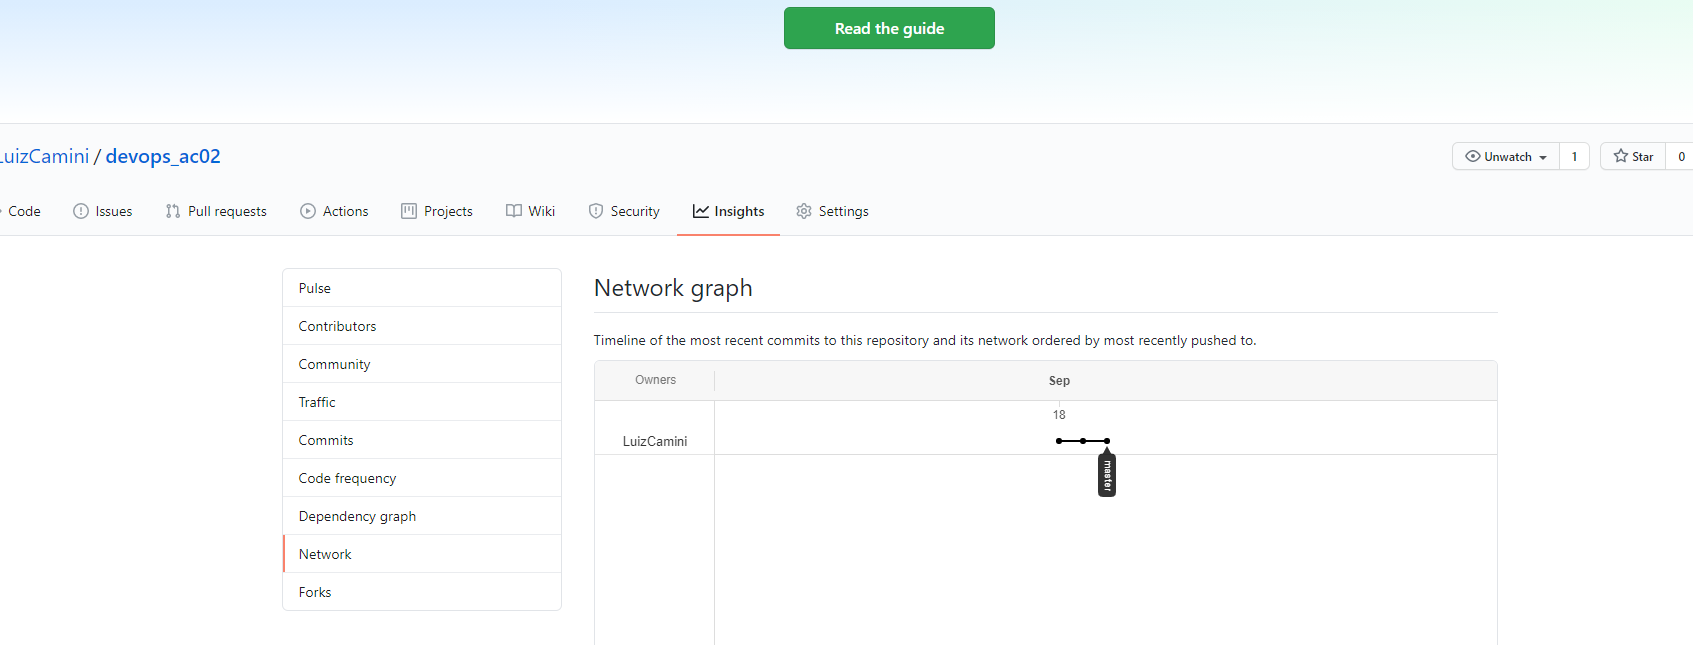 Read the guide
LuizCamini / devops_ac02
Unwatch 1 Star 0
Code Issues Pull requests Actions Projects Wiki Security Insights Settings
Pulse
Contributors
Community
Traffic
Commits
Code frequency
Dependency graph
Network
Forks
Network graph
Timeline of the most recent commits to this repository and its network ordered by most recently pushed to.
Owners Sep
18
LuizCamini
master